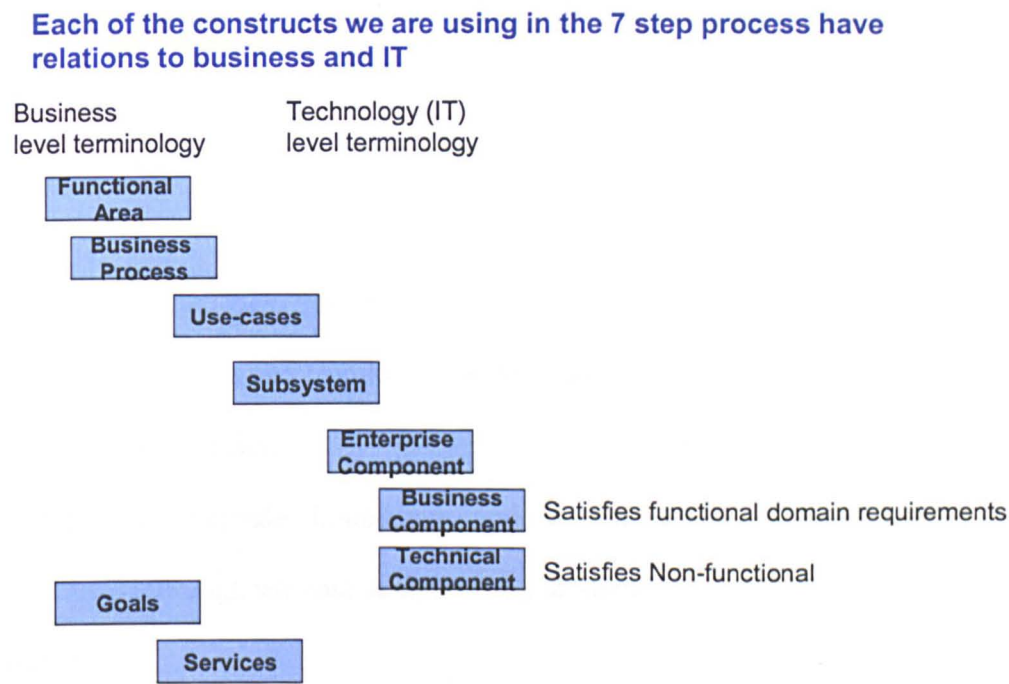 Each of the constructs we are using in the 7 step process have
relations to business and IT
Business
level terminology
Technology (IT)
level terminology
Functional
Area
Business
Process
Use-cases
Subsystem
Enterprise
Component
Business
Component
Satisfies functional domain requirements
Technical
Component
Satisfies Non-functional
Goals
Services